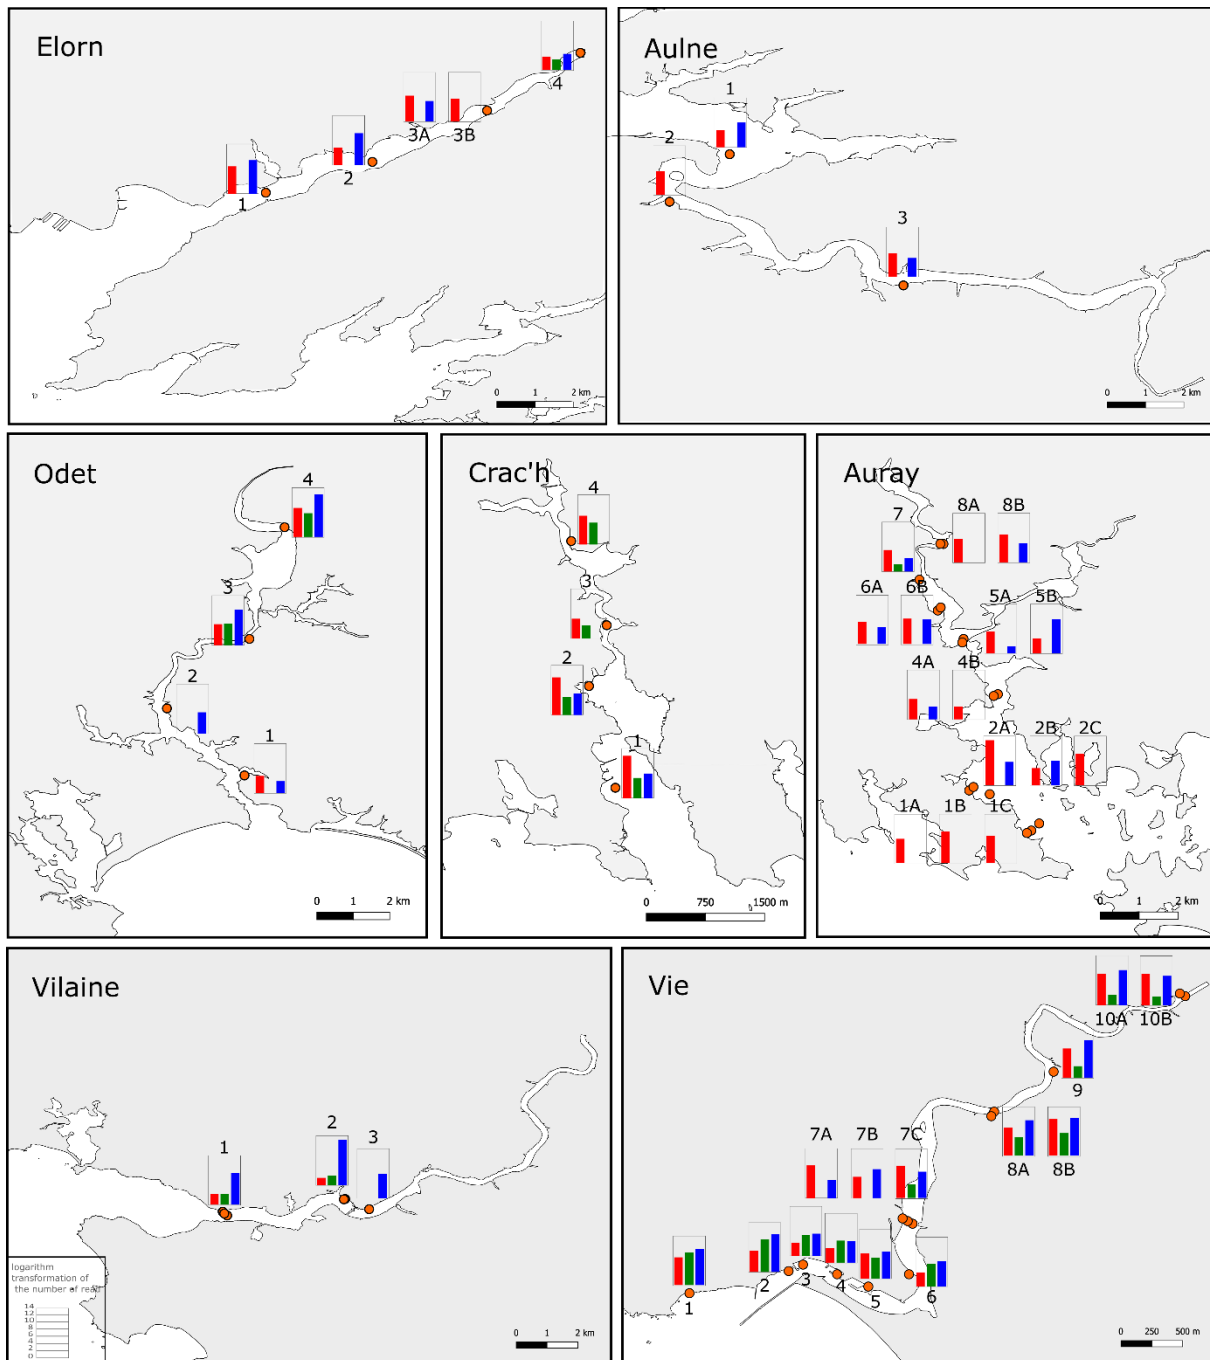 Elorn
4
3A 3B
2
1
0 1 2 km
Aulne
1
2
3
0 1 2 km
Odet
4
3
2
1
0 1 2 km
Crac'h
4
3
2
1
0 750 1500 m
Auray
7
8A 8B
6A 6B
5A 5B
4A 4B
2A 2B 2C
1A 1B 1C
0 1 2 km
Vilaine
1
2
3
logarithm
transformation of
the number of read
14
12
10
8
6
4
2
0
0 1 2 km
Vie
10A 10B
9
8A 8B
7A 7B 7C
1
2
3
4
5
6
0 250 500 m